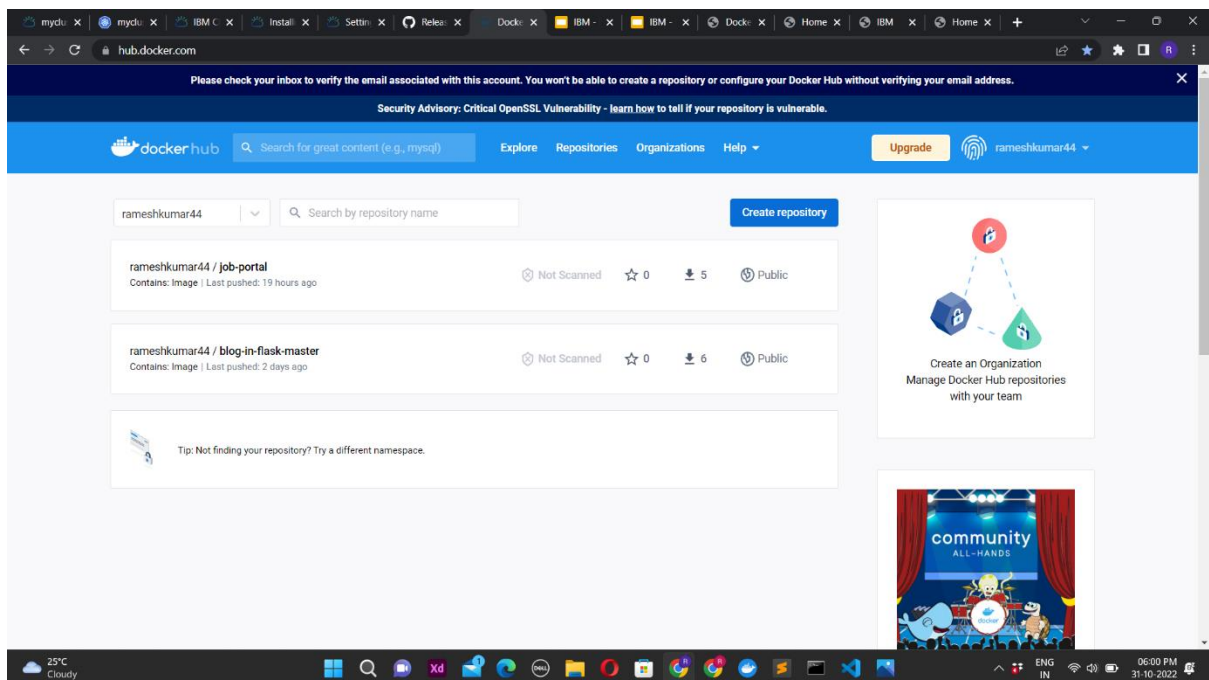 myclu
myclu
IBM C
Install
Settin
Releas
Docke
IBM -
IBM -
Docke
Home
IBM
Home
hub.docker.com
Please check your inbox to verify the email associated with this account. You won't be able to create a repository or configure your Docker Hub without verifying your email address.
Security Advisory: Critical OpenSSL Vulnerability - learn how to tell if your repository is vulnerable.
dockerhub
Search for great content (e.g., mysql)
Explore
Repositories
Organizations
Help
Upgrade
rameshkumar44
rameshkumar44
Search by repository name
Create repository
rameshkumar44 / job-portal
Contains: Image | Last pushed: 19 hours ago
Not Scanned
0
5
Public
rameshkumar44 / blog-in-flask-master
Contains: Image | Last pushed: 2 days ago
Not Scanned
0
6
Public
Tip: Not finding your repository? Try a different namespace.
Create an Organization
Manage Docker Hub repositories
with your team
community
ALL-HANDS
docker
25°C
Cloudy
Xd
DELL
ENG
IN
06:00 PM
31-10-2022